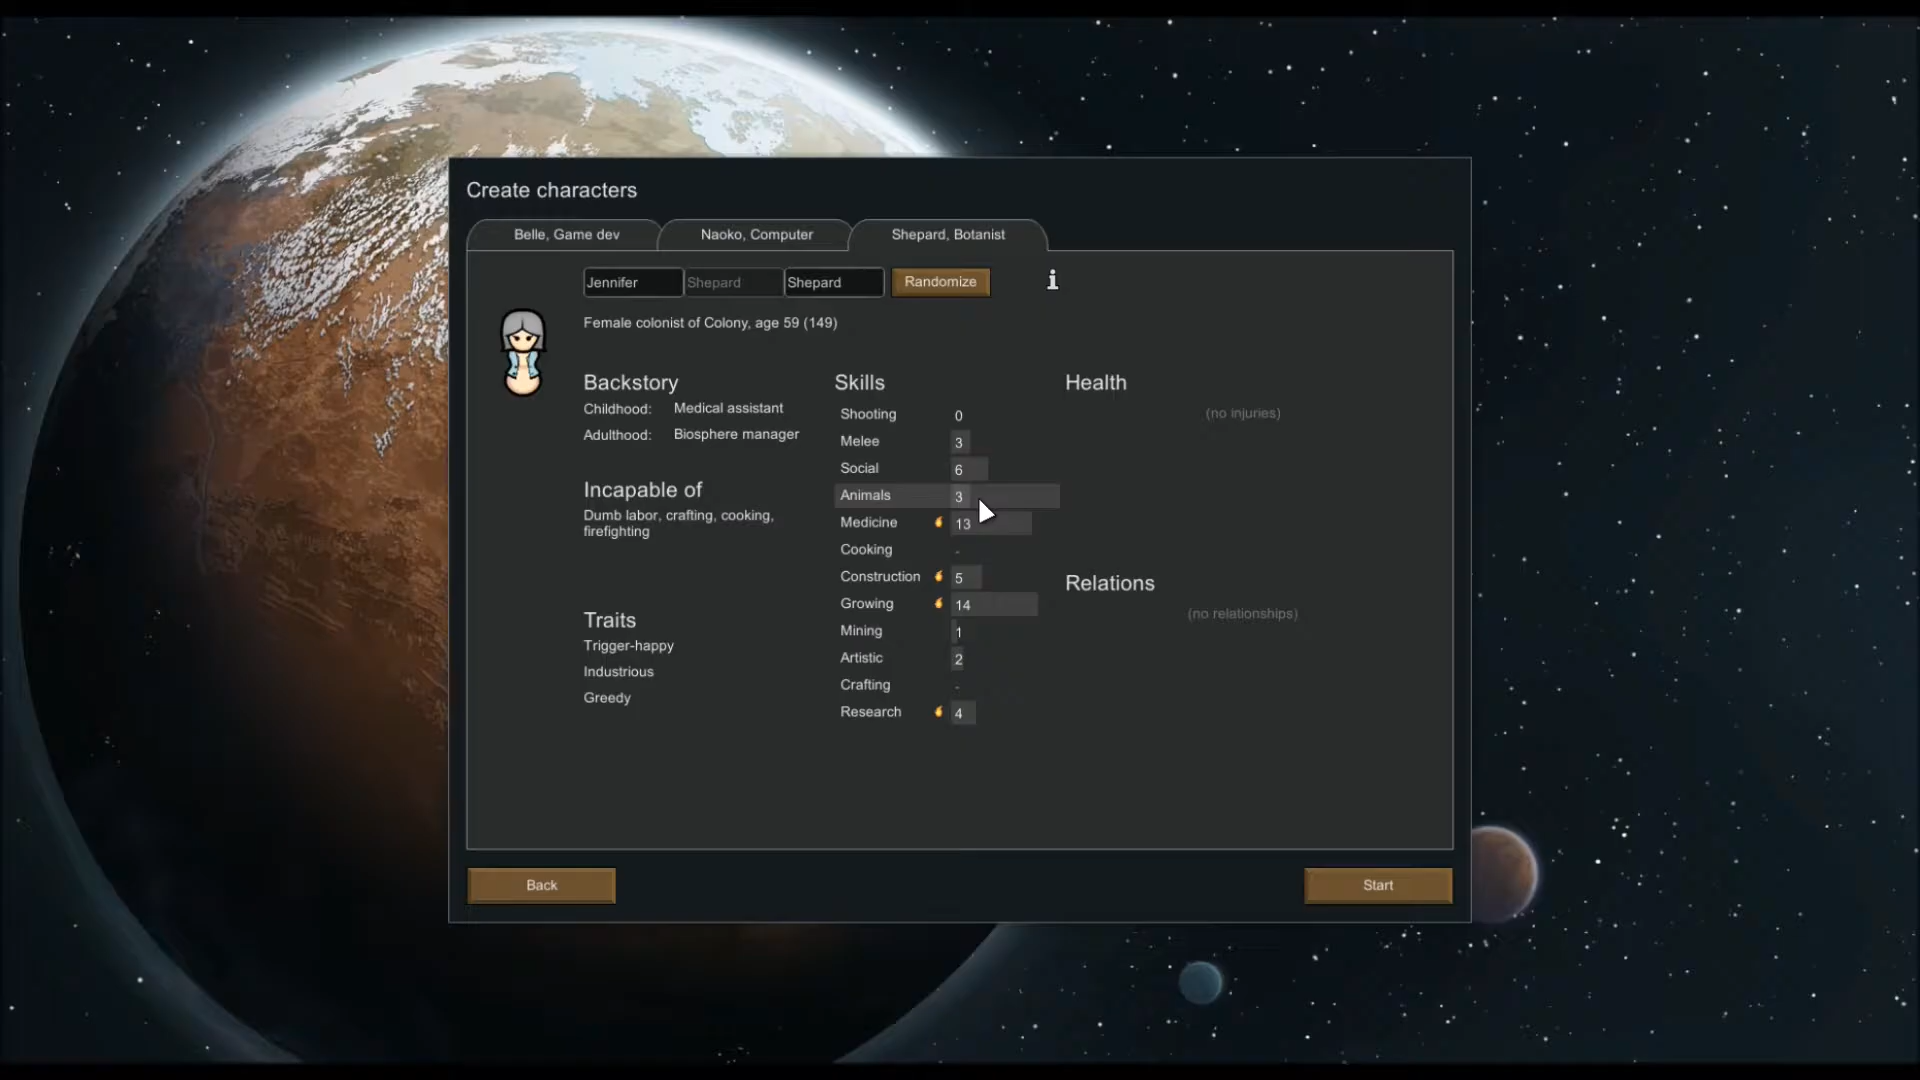 Create characters
Belle, Game dev
Naoko, Computer
Shepard, Botanist
Jennifer
Shepard
Shepard
Randomize
Female colonist of Colony, age 59 (149)
Backstory
Childhood: Medical assistant
Adulthood: Biosphere manager
Incapable of
Dumb labor, crafting, cooking,
firefighting
Traits
Trigger-happy
Industrious
Greedy
Skills
Shooting 0
Melee 3
Social 6
Animals 3
Medicine 13
Cooking -
Construction 5
Growing 14
Mining 1
Artistic 2
Crafting -
Research 4
Health
(no injuries)
Relations
(no relationships)
Back
Start